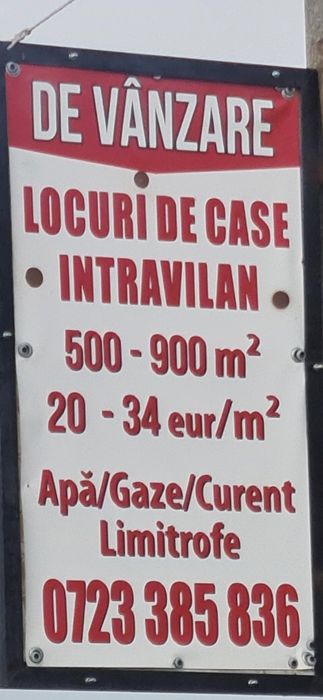 DE VÂNZARE
LOCURI DE CASE
INTRAVILAN
500 - 900 m²
20 - 34 eur/m²
Apă/Gaze/Curent
Limitrofe
0723 385 836